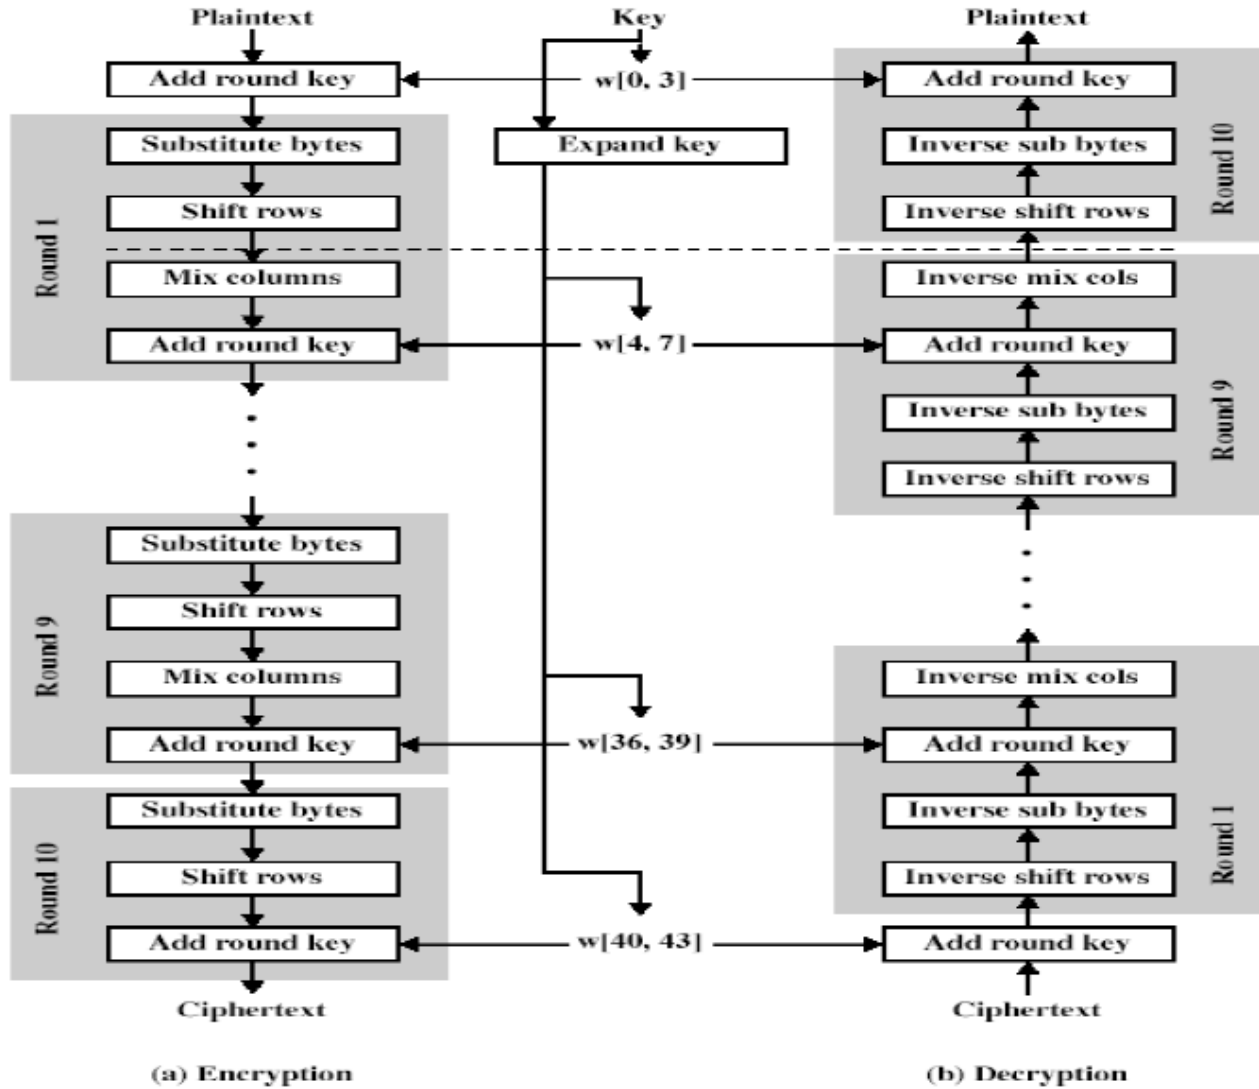 Plaintext
Key
Plaintext
Add round key
w[0, 3]
Add round key
Substitute bytes
Expand key
Inverse sub bytes
Round 10
Shift rows
Inverse shift rows
Round 1
Mix columns
Inverse mix cols
Add round key
w[4, 7]
Add round key
Inverse sub bytes
Round 9
Inverse shift rows
Substitute bytes
Shift rows
Round 9
Mix columns
Inverse mix cols
Add round key
w[36, 39]
Add round key
Substitute bytes
Inverse sub bytes
Round 1
Shift rows
Inverse shift rows
Round 10
Add round key
w[40, 43]
Add round key
Ciphertext
Ciphertext
(a) Encryption
(b) Decryption